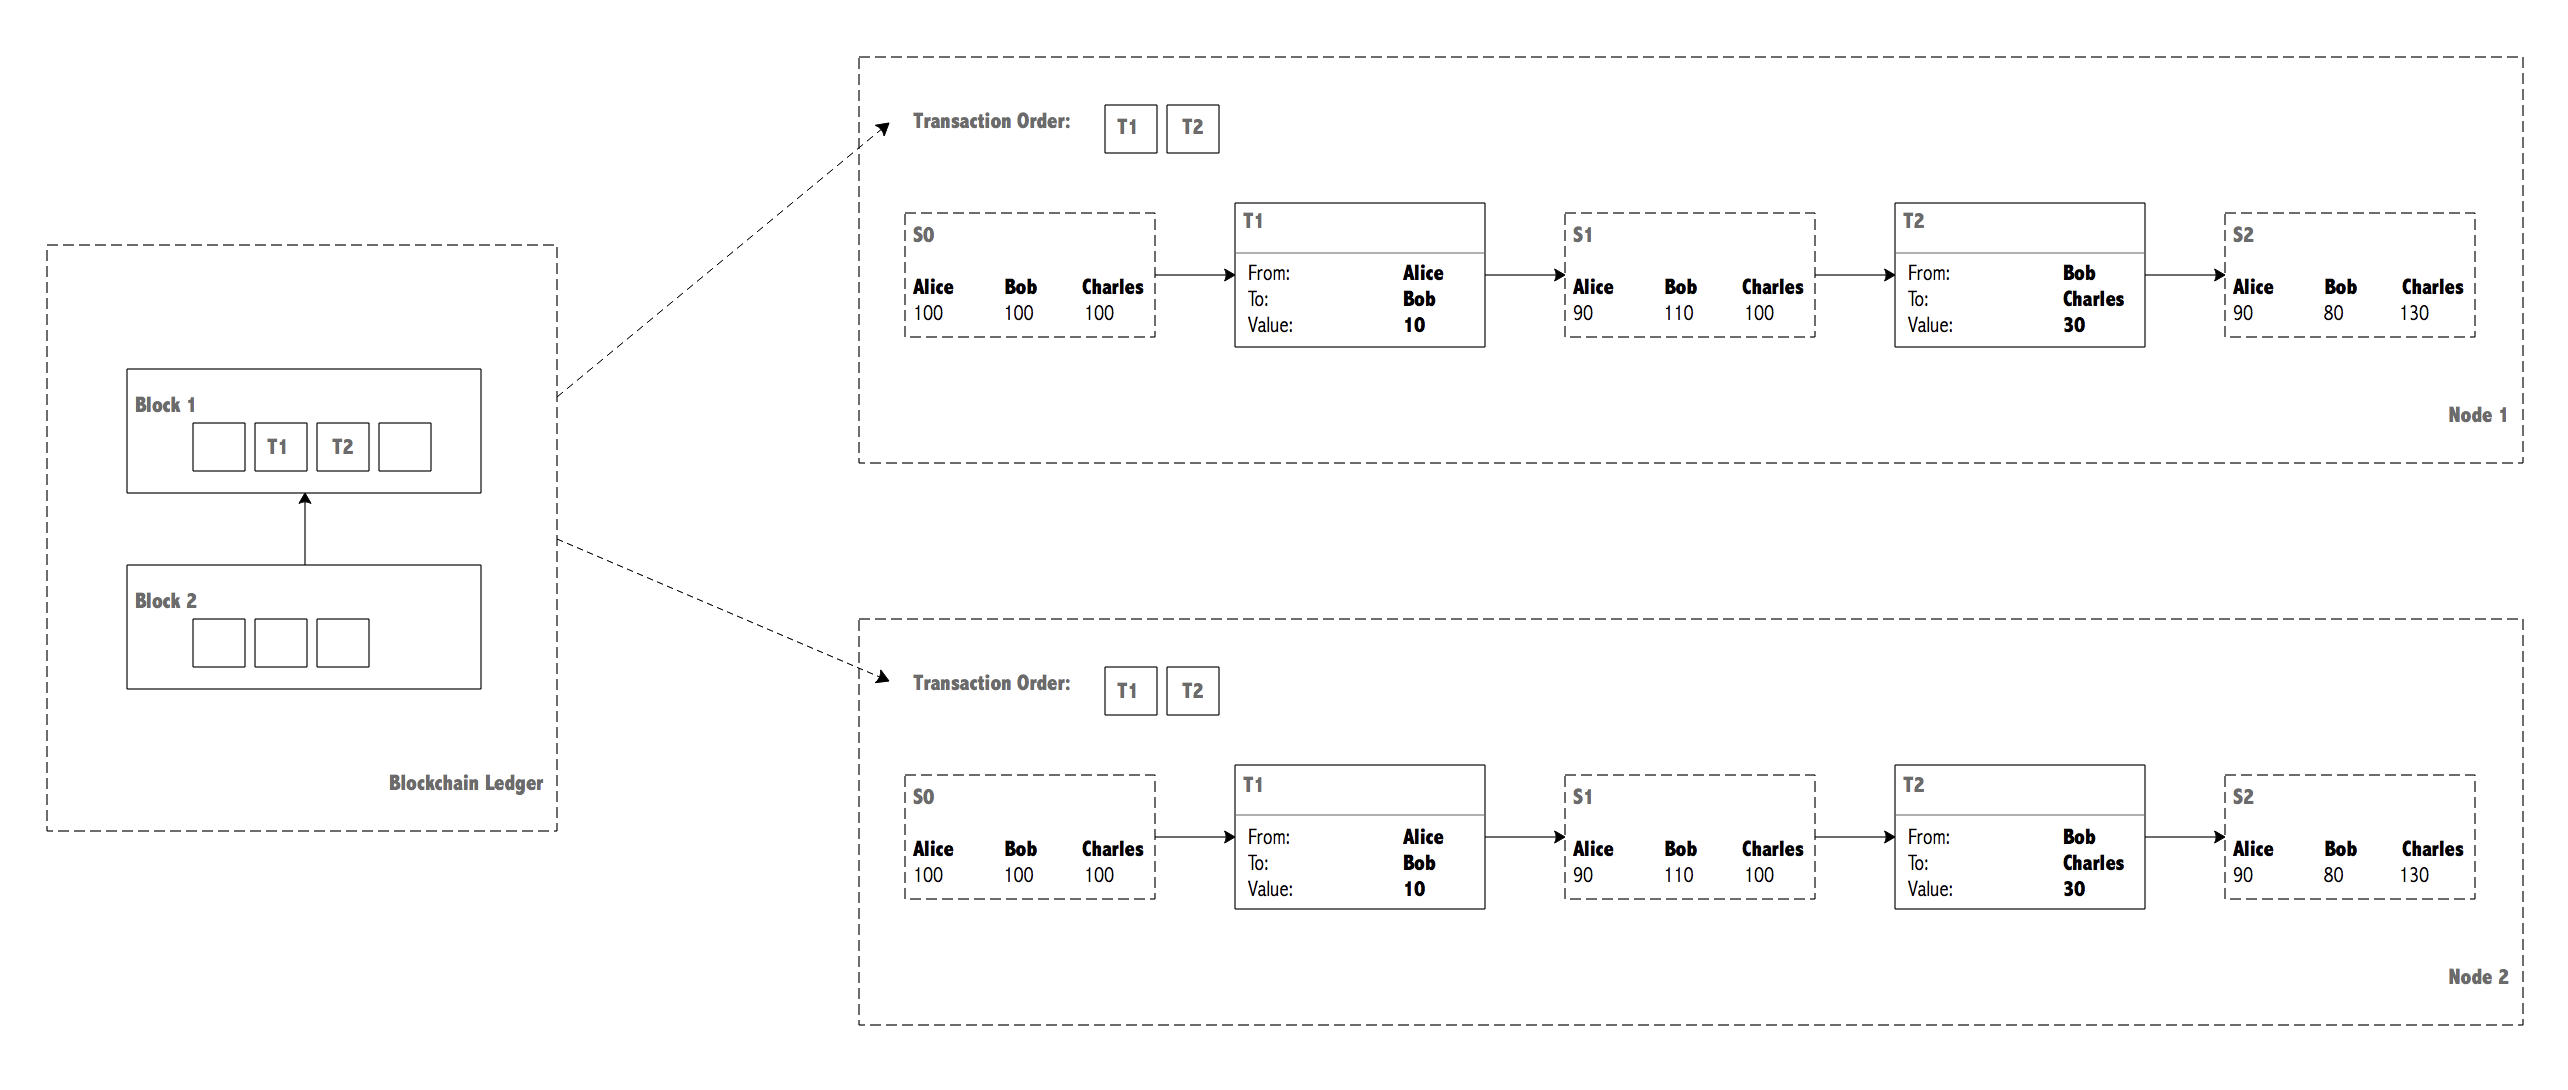 Block 1
T1 T2
Block 2
Blockchain Ledger
Transaction Order: T1 T2
S0
Alice Bob Charles
100 100 100
T1
From: Alice
To: Bob
Value: 10
S1
Alice Bob Charles
90 110 100
T2
From: Bob
To: Charles
Value: 30
S2
Alice Bob Charles
90 80 130
Node 1
Transaction Order: T1 T2
S0
Alice Bob Charles
100 100 100
T1
From: Alice
To: Bob
Value: 10
S1
Alice Bob Charles
90 110 100
T2
From: Bob
To: Charles
Value: 30
S2
Alice Bob Charles
90 80 130
Node 2